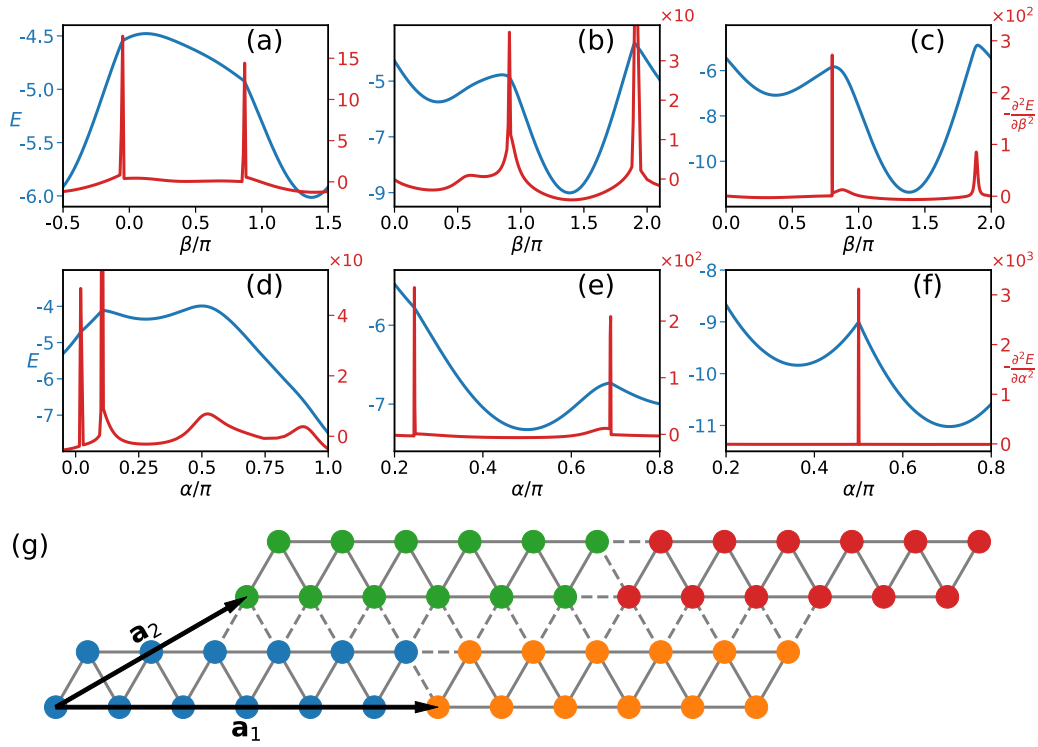 ×10 ×10²
(a) (b) (c)
-4.5 15 -5 4 -6 3
-5.0 10 3 2
E -5.5 5 -7 2 -8 1 -∂²E/∂β²
-6.0 0 -9 1 0 -10 0
-0.5 0.0 0.5 1.0 1.5 0.0 0.5 1.0 1.5 2.0 0.0 0.5 1.0 1.5 2.0
β/π β/π β/π
×10 ×10² ×10³
(d) (e) (f)
-4 4 -6 2 -8 3
E -5 2 -7 1 -9 2 -∂²E/∂α²
-6 0 0 -10 1
-7 -11 0
0.0 0.25 0.5 0.75 1.0 0.2 0.4 0.6 0.8 0.2 0.4 0.6 0.8
α/π α/π α/π
(g)
a₂
a₁